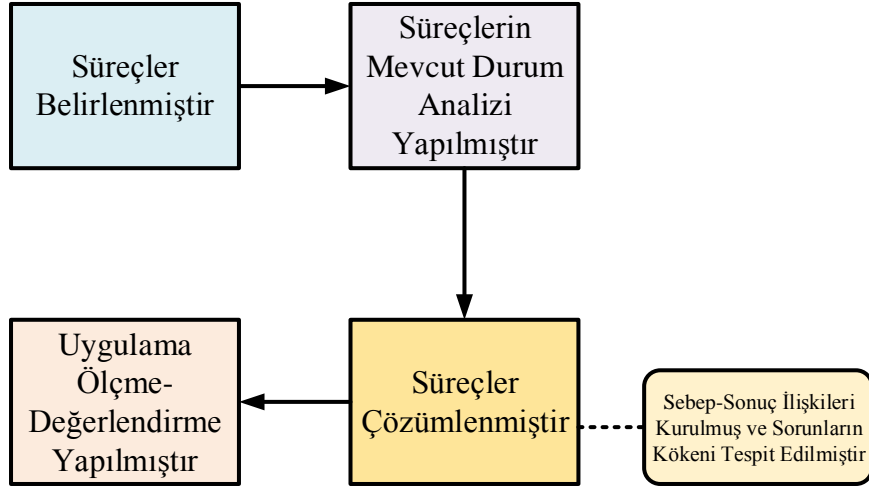 Süreçler
Belirlenmiştir
Süreçlerin
Mevcut Durum
Analizi
Yapılmıştır
Uygulama
Ölçme-
Değerlendirme
Yapılmıştır
Süreçler
Çözümlenmiştir
Sebep-Sonuç İlişkileri
Kurulmuş ve Sorunların
Kökeni Tespit Edilmiştir